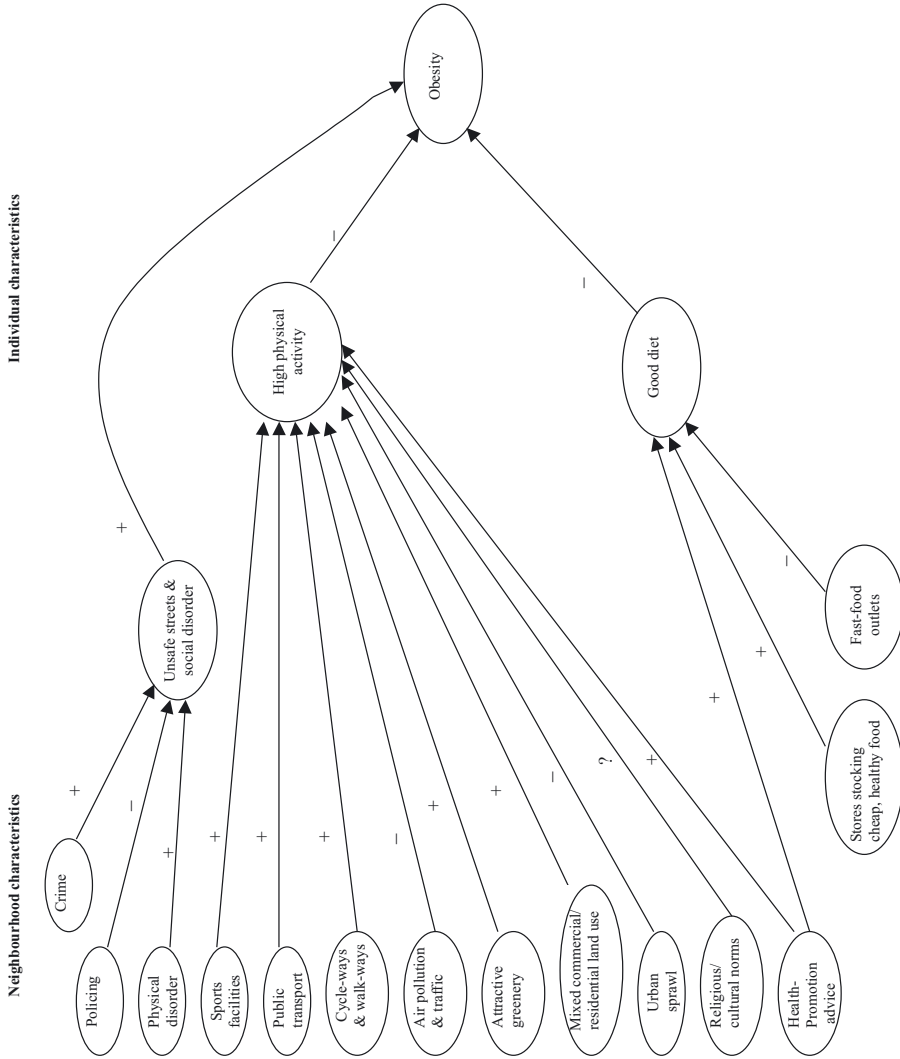 Neighbourhood characteristics
Individual characteristics
Crime
+
Policing
−
Physical
disorder
+
Unsafe streets &
social disorder
+
Sports
facilities
+
Public
transport
+
Cycle-ways
& walk-ways
+
Air pollution
& traffic
−
Attractive
greenery
+
Mixed commercial/
residential land use
+
Urban
sprawl
−
Religious/
cultural norms
?
Health-
Promotion
advice
+
+
Stores stocking
cheap, healthy food
+
Fast-food
outlets
−
High physical
activity
−
Good diet
−
Obesity